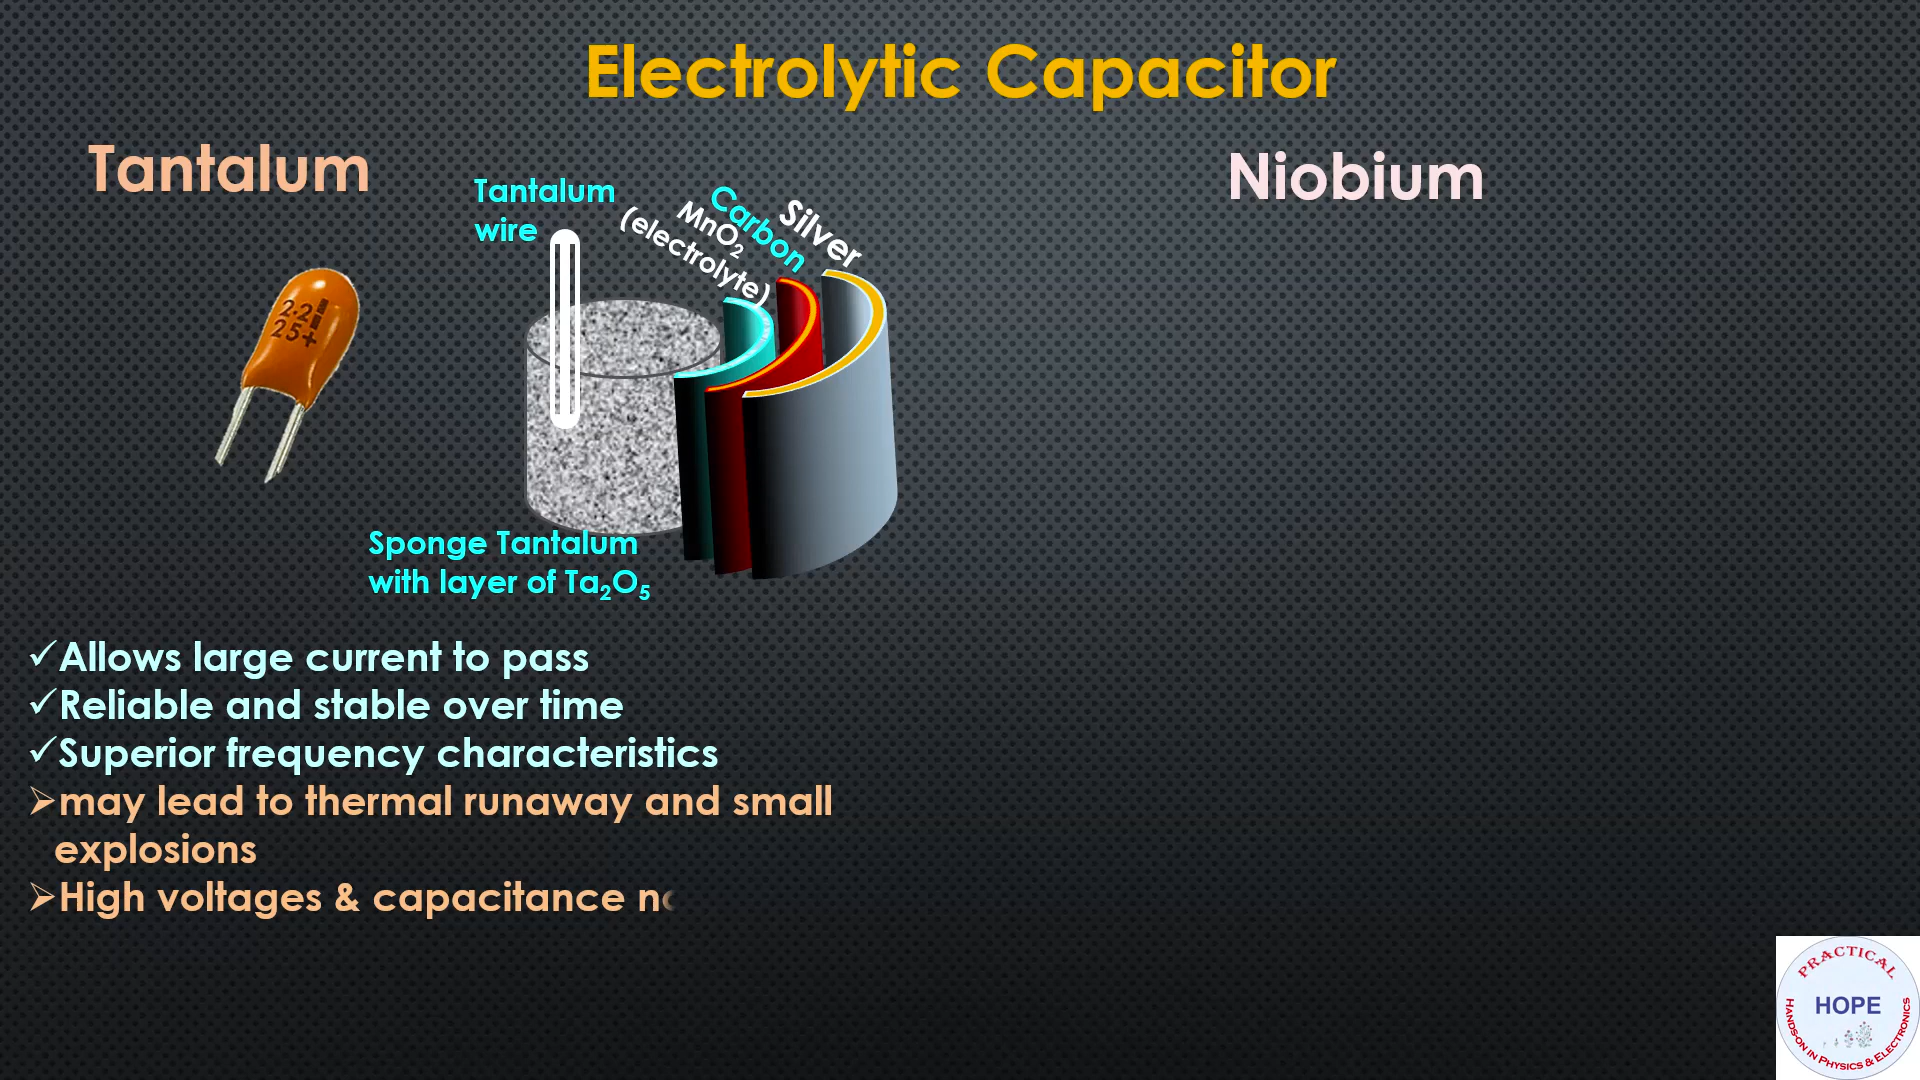 Electrolytic Capacitor
Tantalum
Niobium
Tantalum
wire
MnO₂
(electrolyte)
Carbon
Silver
2.2
25+
Sponge Tantalum
with layer of Ta₂O₅
✓Allows large current to pass
✓Reliable and stable over time
✓Superior frequency characteristics
➢may lead to thermal runaway and small
explosions
➢High voltages & capacitance
PRACTICAL
HOPE
HANDS-ON IN PHYSICS & ELECTRONICS